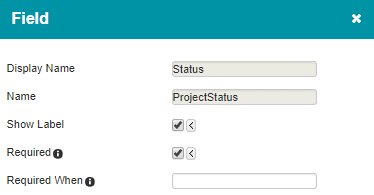 Field
Display Name Status
Name ProjectStatus
Show Label
Required
Required When